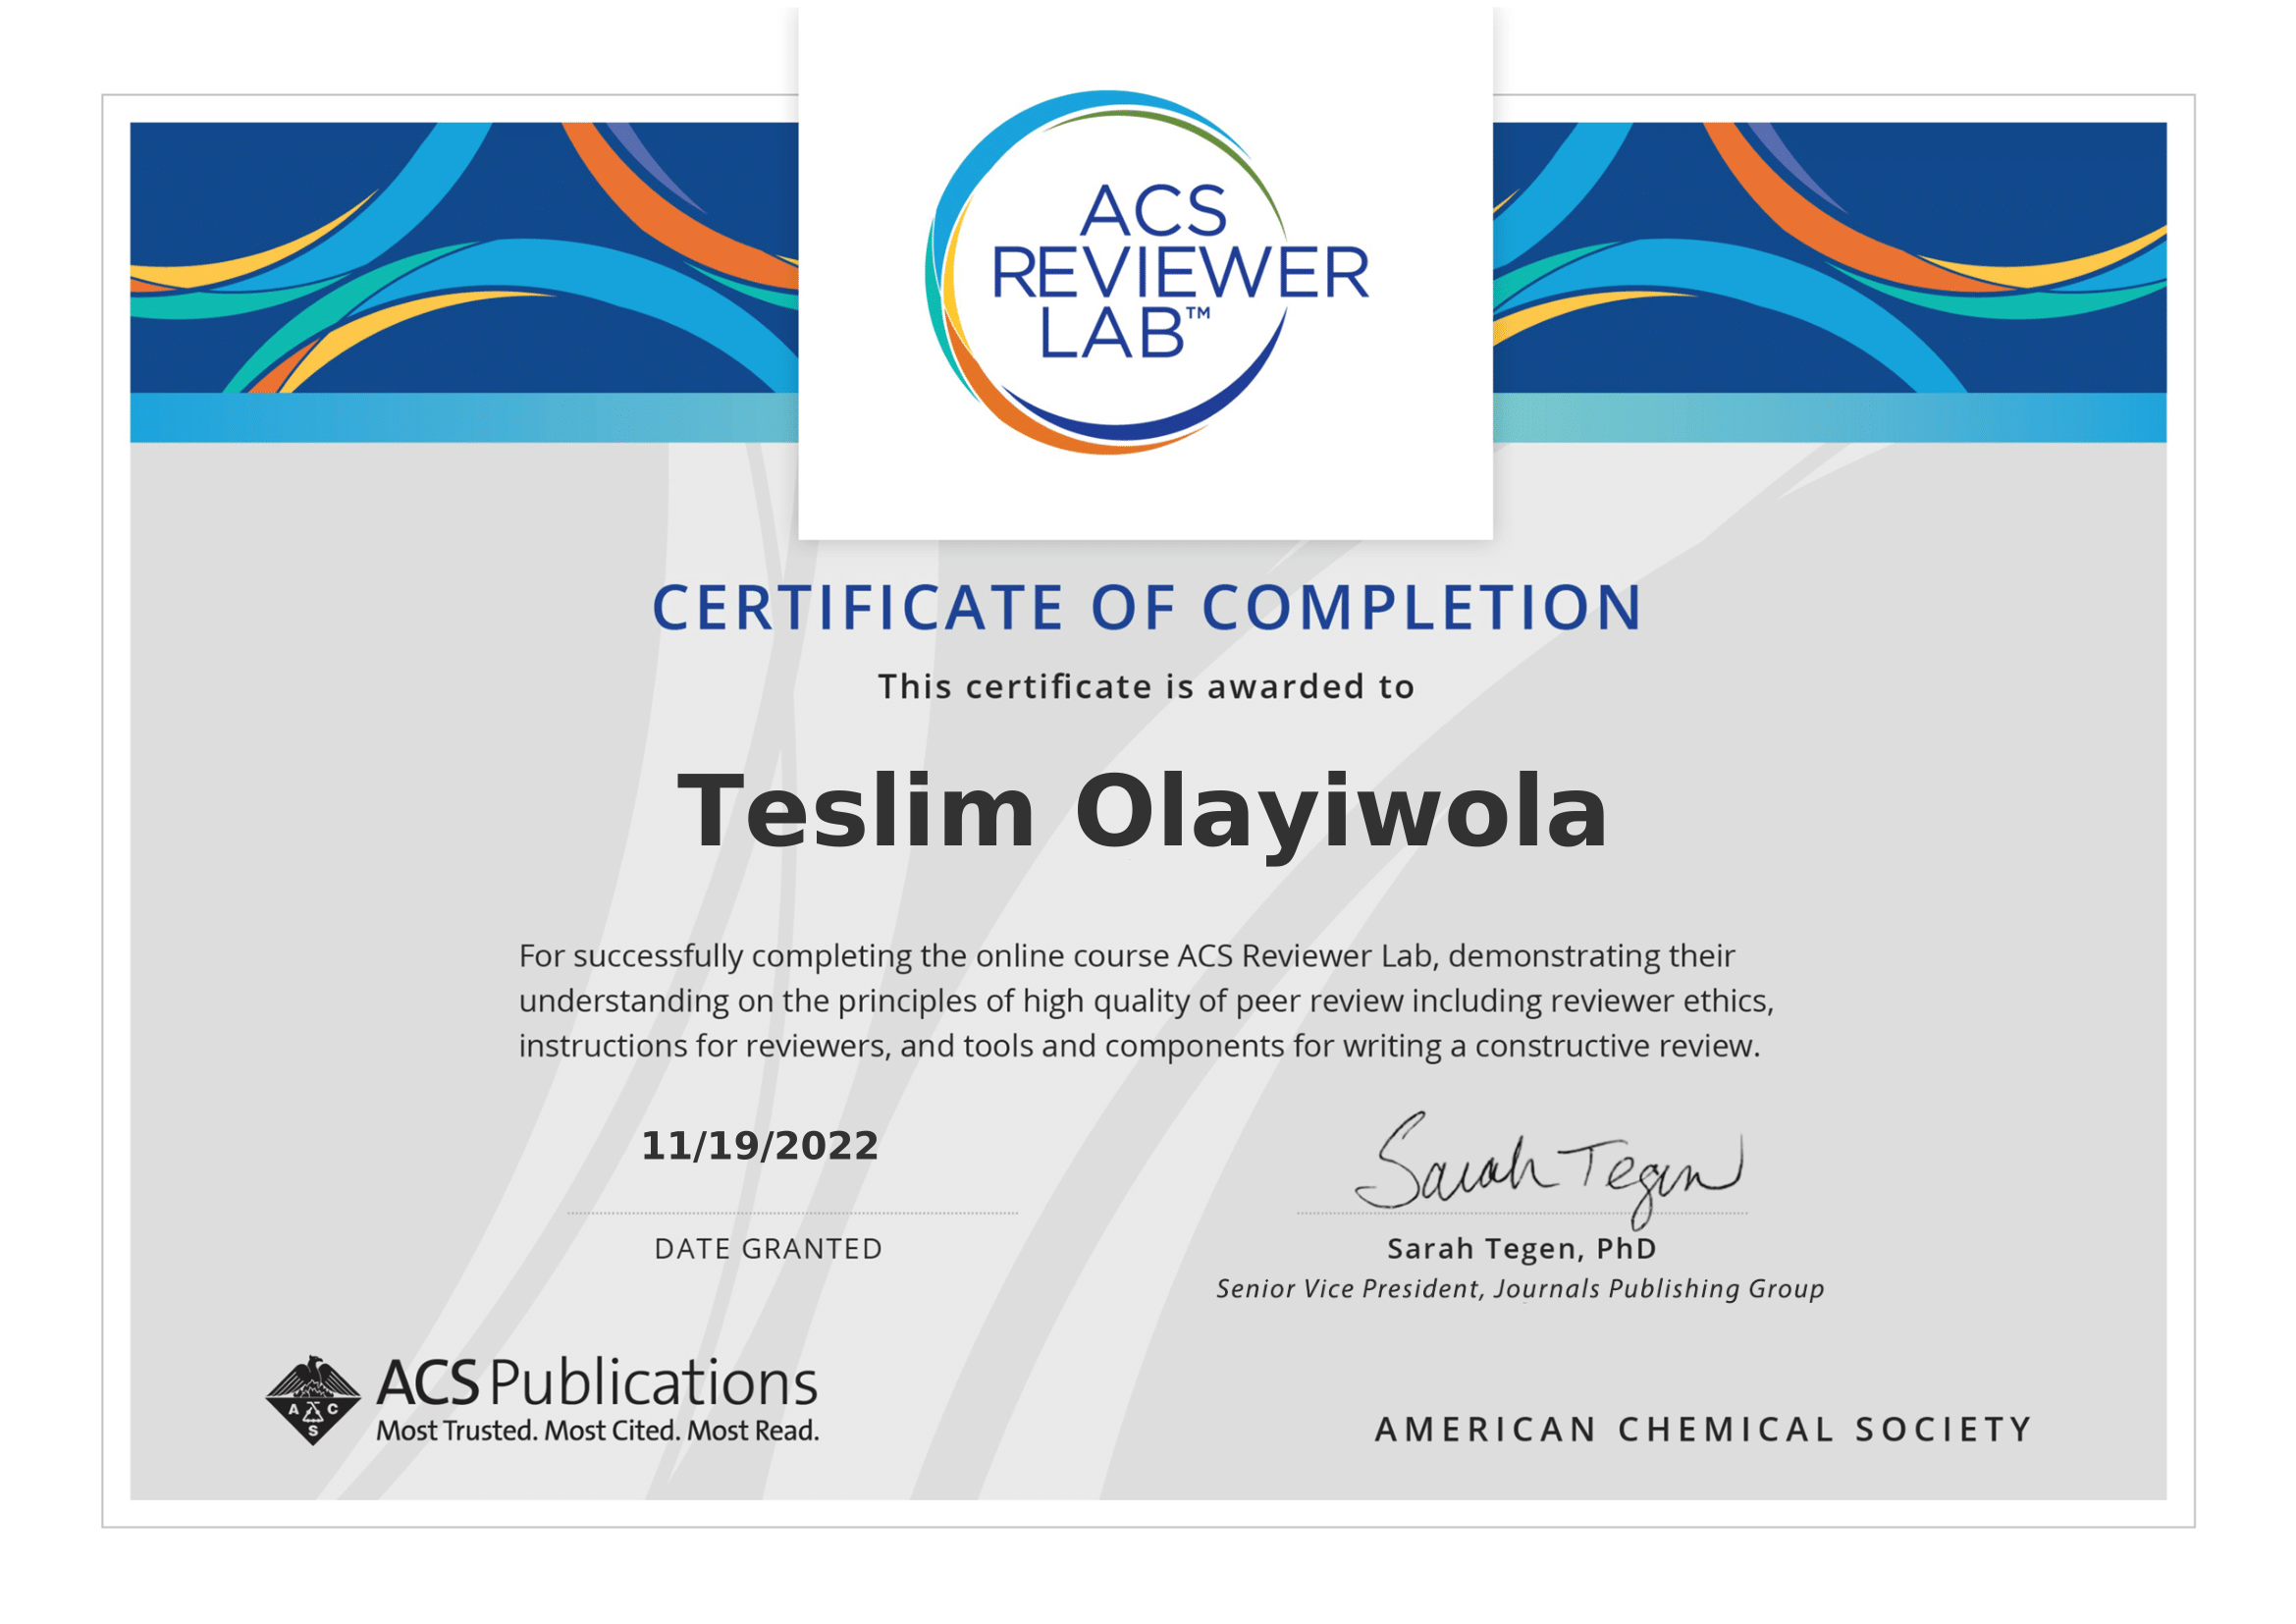 ACS
REVIEWER
LAB™
CERTIFICATE OF COMPLETION
This certificate is awarded to
Teslim Olayiwola
For successfully completing the online course ACS Reviewer Lab, demonstrating their
understanding on the principles of high quality of peer review including reviewer ethics,
instructions for reviewers, and tools and components for writing a constructive review.
11/19/2022
DATE GRANTED
Sarah Tegen
Sarah Tegen, PhD
Senior Vice President, Journals Publishing Group
A C S
ACS Publications
Most Trusted. Most Cited. Most Read.
AMERICAN CHEMICAL SOCIETY